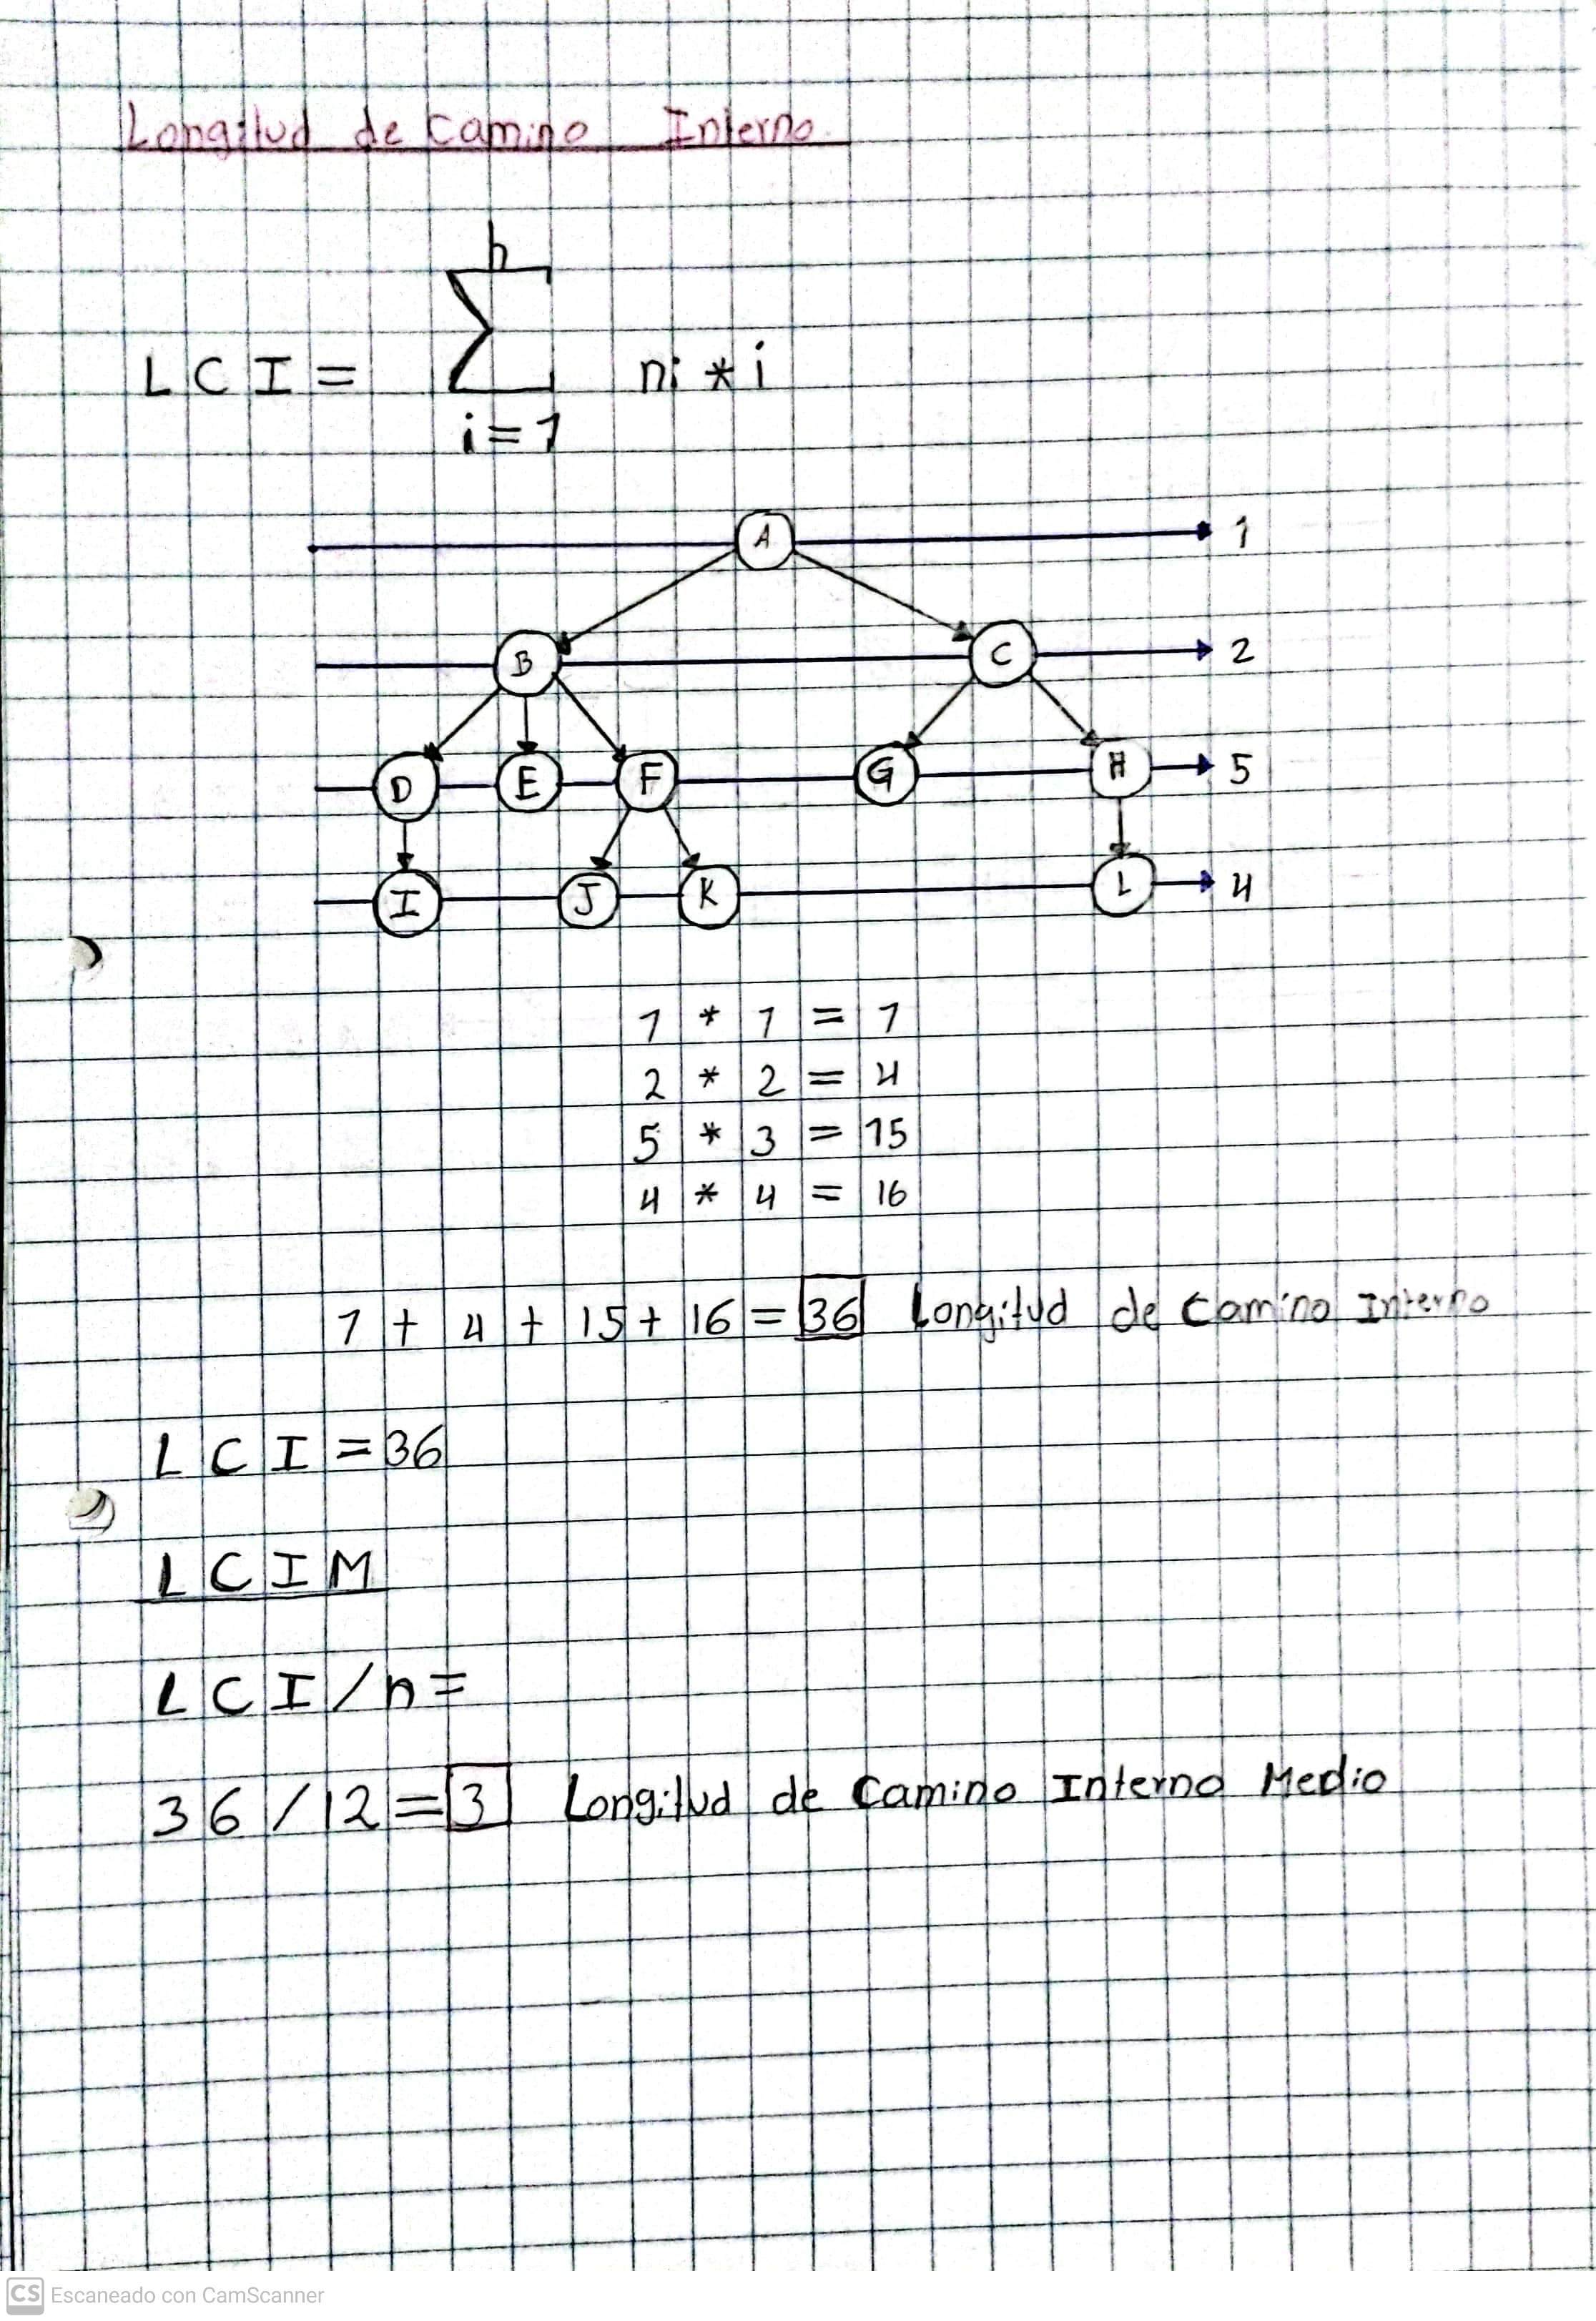 Longitud de Camino Interno
h
LCI = ∑ ni * i
i = 1
A 1
B C 2
D E F G H 5
I J K L 4
1 * 1 = 1
2 * 2 = 4
5 * 3 = 15
4 * 4 = 16
1 + 4 + 15 + 16 = 36 Longitud de Camino Interno
LCI = 36
LCIM
LCI/n=
36/12=3 Longitud de Camino Interno Medio
CS Escaneado con CamScanner